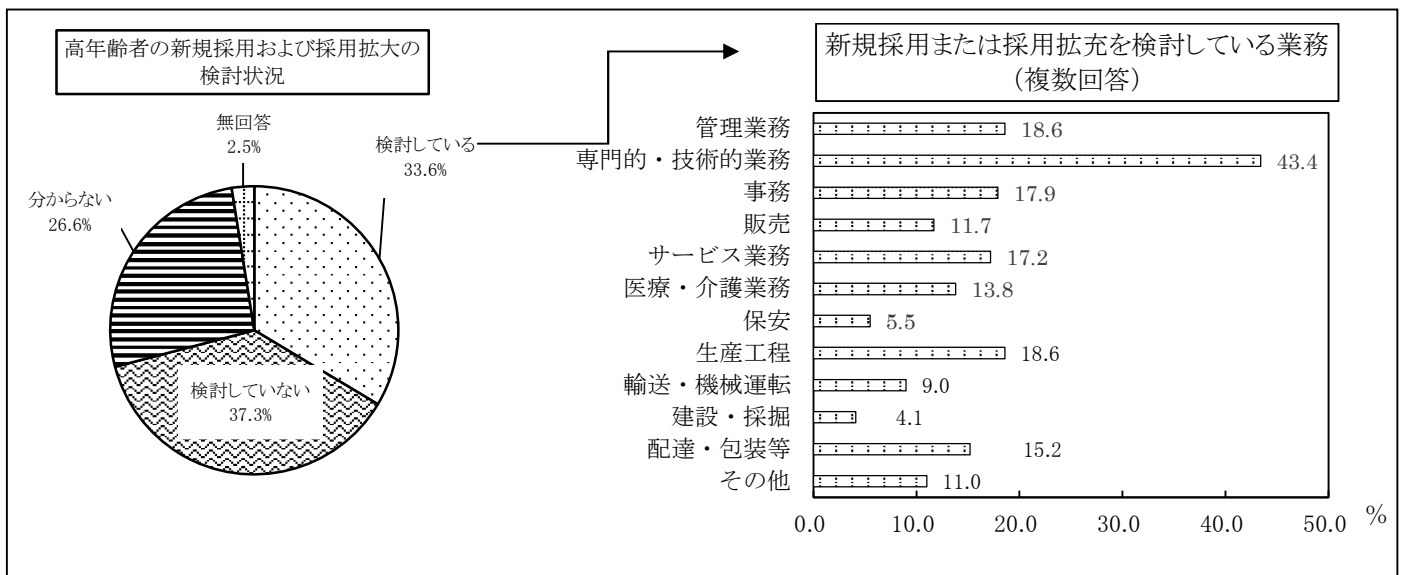 高年齢者の新規採用および採用拡大の
検討状況
無回答
2.5%
検討している
33.6%
分からない
26.6%
検討していない
37.3%
新規採用または採用拡充を検討している業務
（複数回答）
管理業務 18.6
専門的・技術的業務 43.4
事務 17.9
販売 11.7
サービス業務 17.2
医療・介護業務 13.8
保安 5.5
生産工程 18.6
輸送・機械運転 9.0
建設・採掘 4.1
配達・包装等 15.2
その他 11.0
0.0 10.0 20.0 30.0 40.0 50.0 %